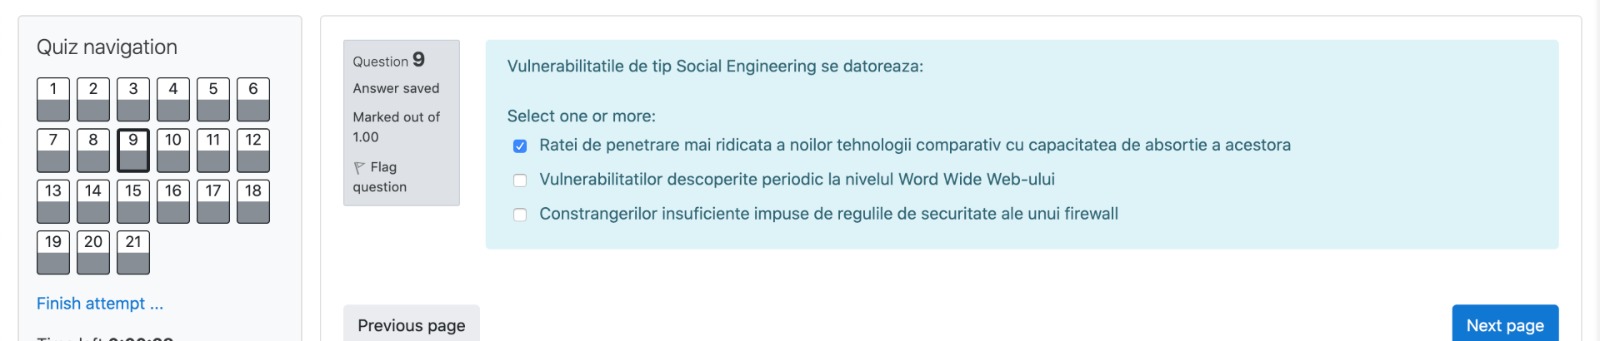 Quiz navigation
1 2 3 4 5 6
7 8 9 10 11 12
13 14 15 16 17 18
19 20 21
Finish attempt ...
Question 9
Answer saved
Marked out of
1.00
Flag
question
Vulnerabilitatile de tip Social Engineering se datoreaza:
Select one or more:
Ratei de penetrare mai ridicata a noilor tehnologii comparativ cu capacitatea de absortie a acestora
Vulnerabilitatilor descoperite periodic la nivelul Word Wide Web-ului
Constrangerilor insuficiente impuse de regulile de securitate ale unui firewall
Previous page
Next page